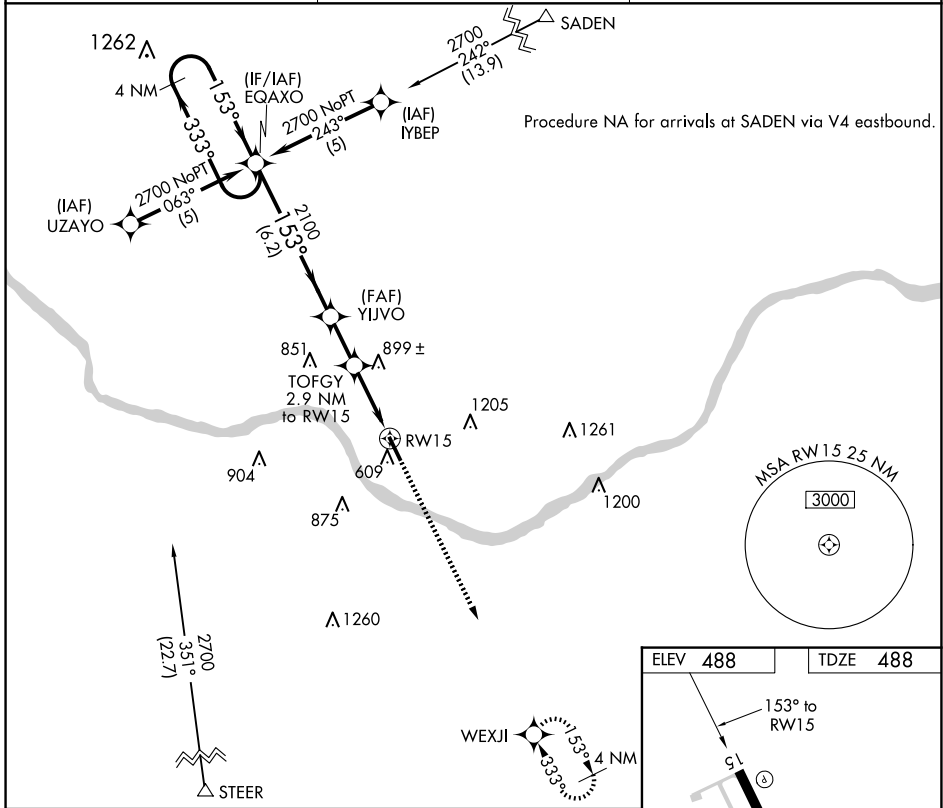 1262
4 NM
153°
333°
(IF/IAF)
EQAXO
2700 NoPT
243°
(5)
(IAF)
IYBEP
2700
242°
(13.9)
SADEN
Procedure NA for arrivals at SADEN via V4 eastbound.
(IAF)
UZAYO
2700 NoPT
063°
(5)
2100
153°
(6.2)
(FAF)
YIJVO
851
899 ±
TOFGY
2.9 NM
to RW15
1205
1261
RW15
904
609
875
1200
MSA RW15 25 NM
3000
1260
2700
351°
(22.7)
STEER
WEXJI
153°
333°
4 NM
ELEV 488
TDZE 488
153° to
RW15
15
P